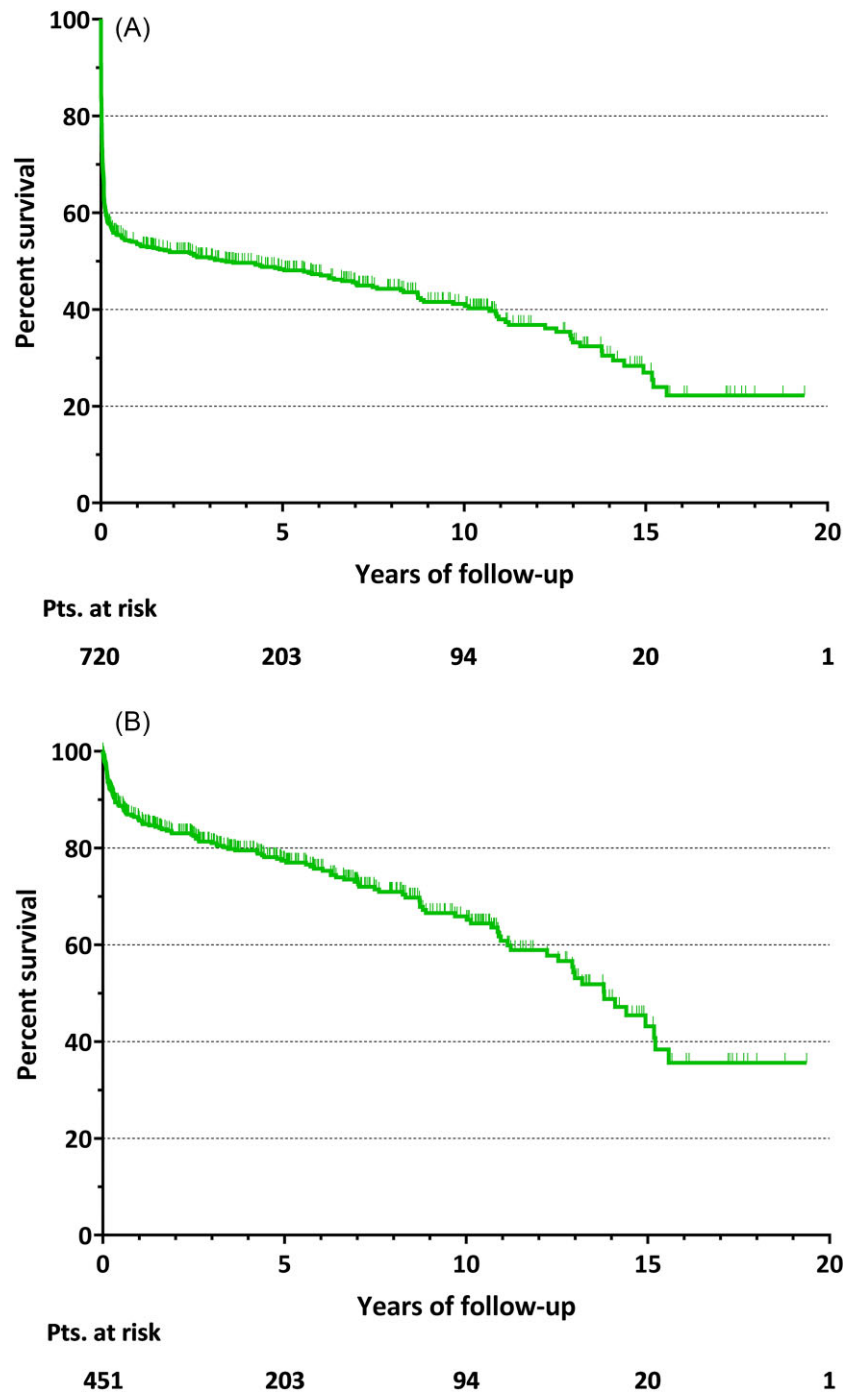 (A)
100
80
60
40
20
0
Percent survival
0 5 10 15 20
Years of follow-up
Pts. at risk
720 203 94 20 1
(B)
100
80
60
40
20
0
Percent survival
0 5 10 15 20
Years of follow-up
Pts. at risk
451 203 94 20 1